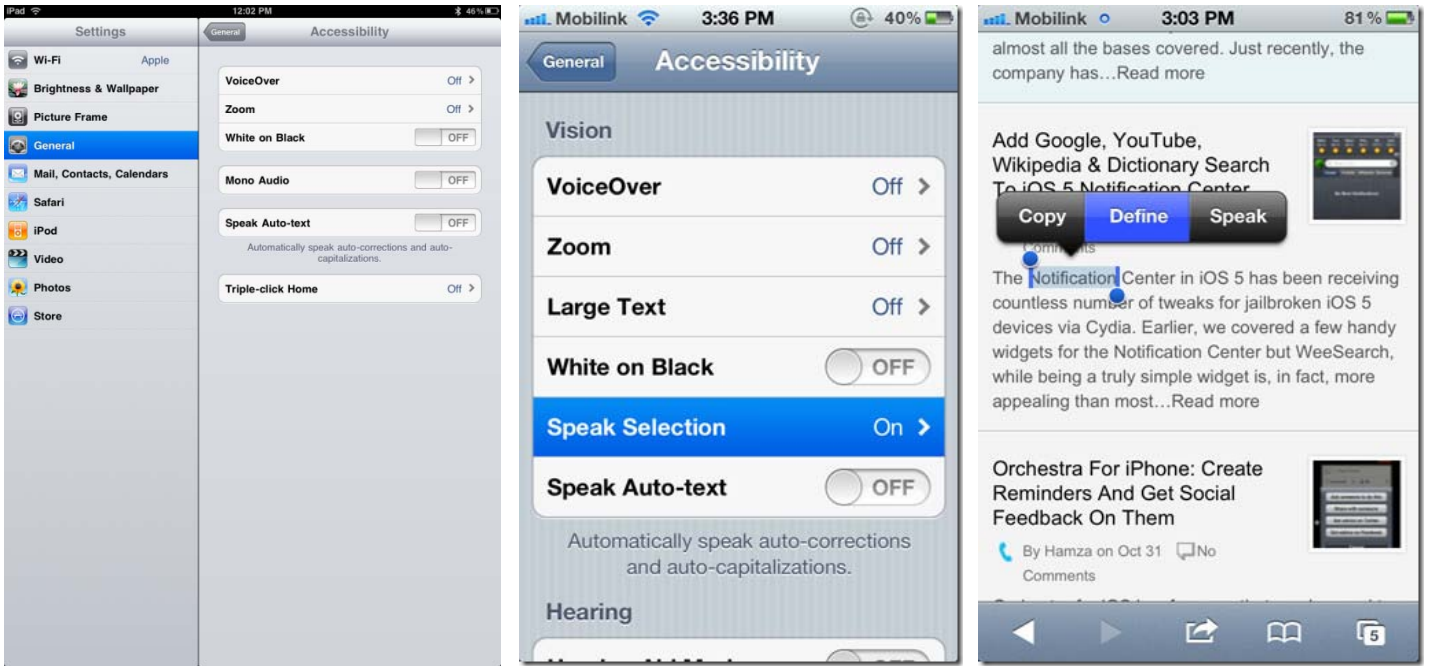 iPad 12:02 PM 46%
Settings
Wi-Fi Apple
Brightness & Wallpaper
Picture Frame
General
Mail, Contacts, Calendars
Safari
iPod
Video
Photos
Store
General Accessibility
VoiceOver Off
Zoom Off
White on Black OFF
Mono Audio OFF
Speak Auto-text OFF
Automatically speak auto-corrections and auto-
capitalizations.
Triple-click Home Off
Mobilink 3:36 PM 40%
General Accessibility
Vision
VoiceOver Off
Zoom Off
Large Text Off
White on Black OFF
Speak Selection On
Speak Auto-text OFF
Automatically speak auto-corrections
and auto-capitalizations.
Hearing
Mobilink 3:03 PM 81%
almost all the bases covered. Just recently, the
company has...Read more
Add Google, YouTube,
Wikipedia & Dictionary Search
To iOS 5 Notification Center
Copy Define Speak
Comments
The Notification Center in iOS 5 has been receiving
countless number of tweaks for jailbroken iOS 5
devices via Cydia. Earlier, we covered a few handy
widgets for the Notification Center but WeeSearch,
while being a truly simple widget is, in fact, more
appealing than most...Read more
Orchestra For iPhone: Create
Reminders And Get Social
Feedback On Them
By Hamza on Oct 31 No
Comments
5